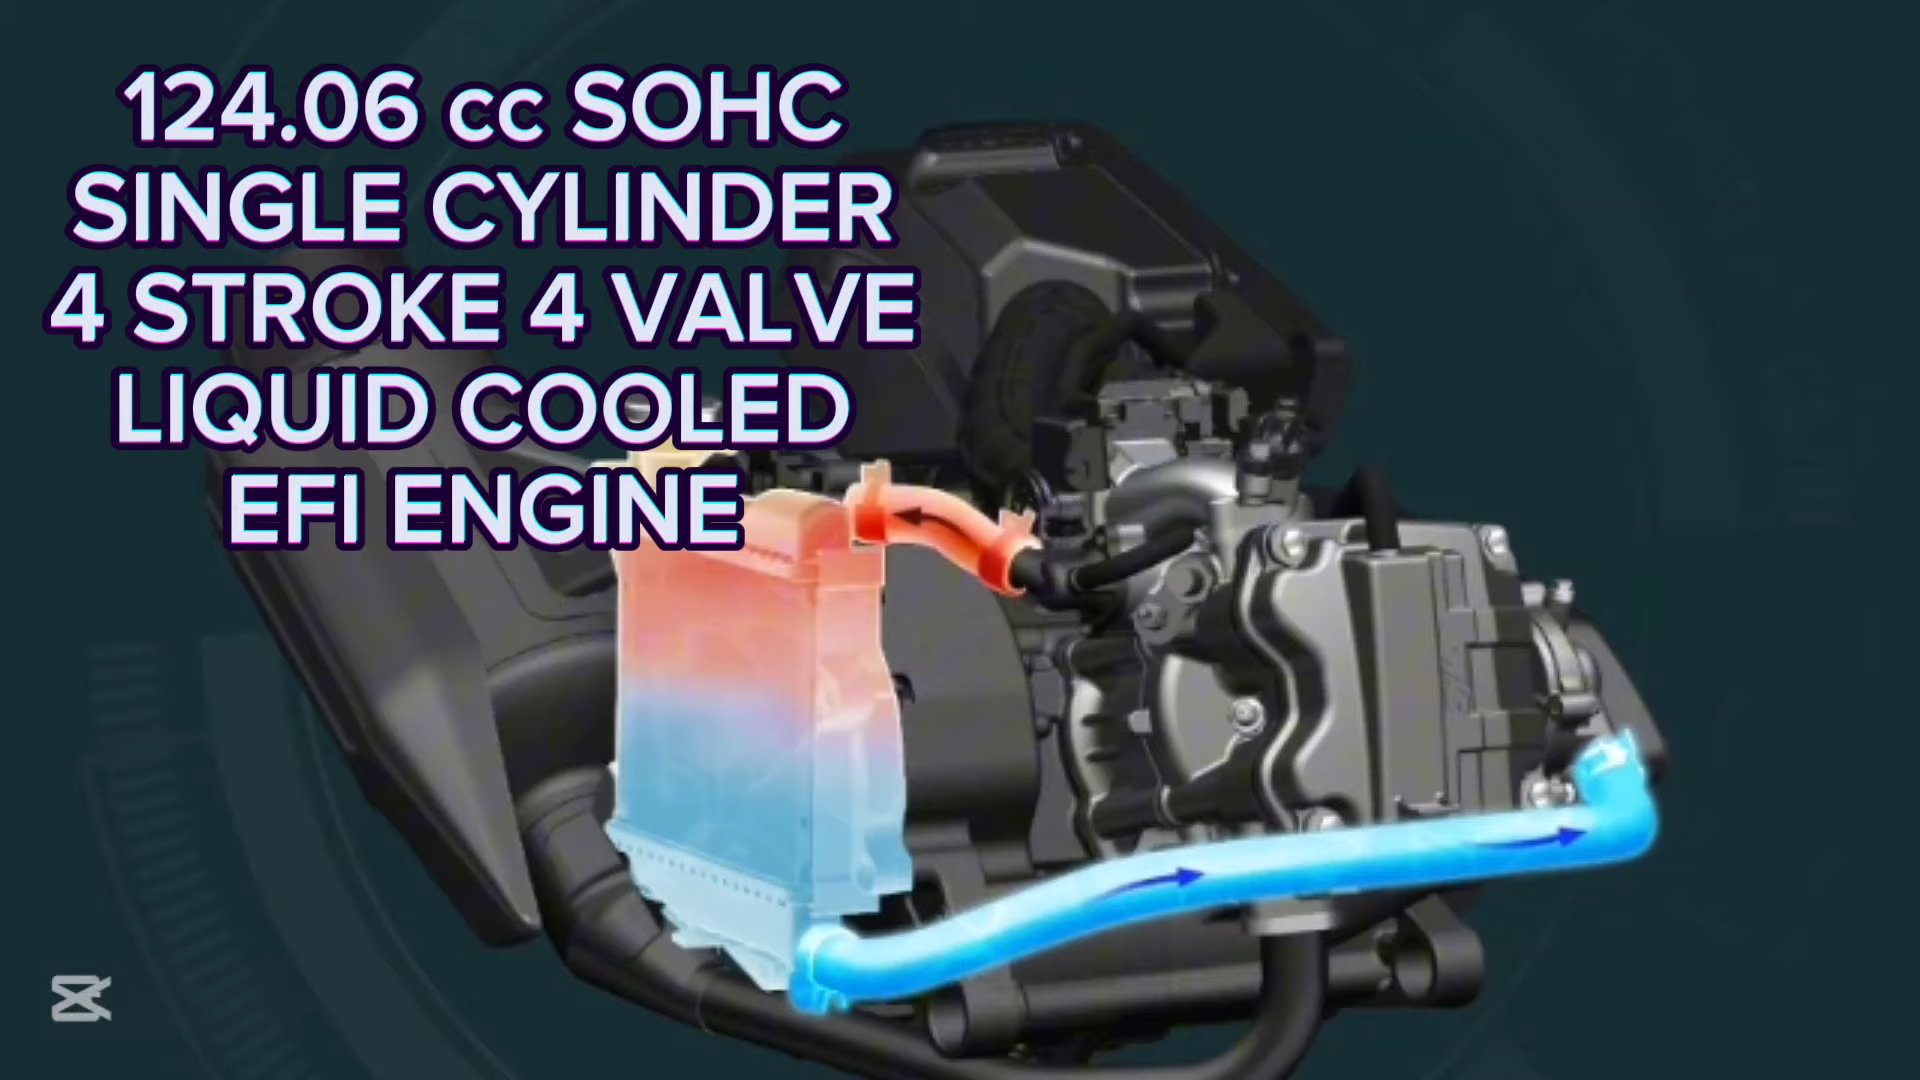 124.06 cc SOHC
SINGLE CYLINDER
4 STROKE 4 VALVE
LIQUID COOLED
EFI ENGINE